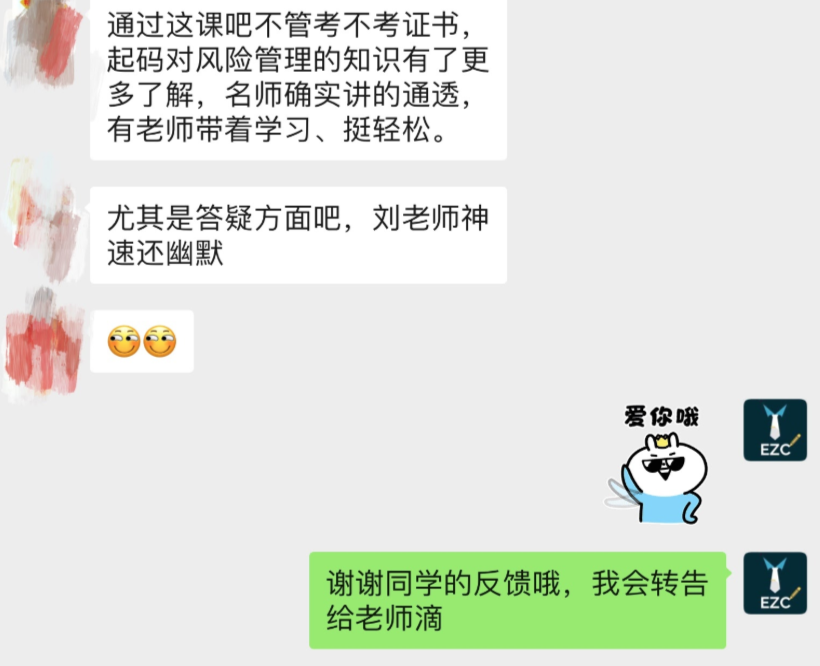 通过这课吧不管考不考证书，
起码对风险管理的知识有了更
多了解，名师确实讲的通透，
有老师带着学习、挺轻松。
尤其是答疑方面吧，刘老师神
速还幽默
爱你哦
EZC
谢谢同学的反馈哦，我会转告
给老师滴
EZC